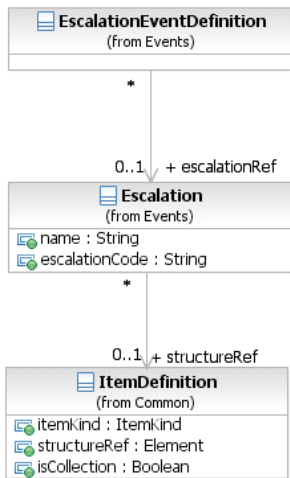 EscalationEventDefinition
(from Events)
*
0..1 + escalationRef
Escalation
(from Events)
name : String
escalationCode : String
*
0..1 + structureRef
ItemDefinition
(from Common)
itemKind : ItemKind
structureRef : Element
isCollection : Boolean